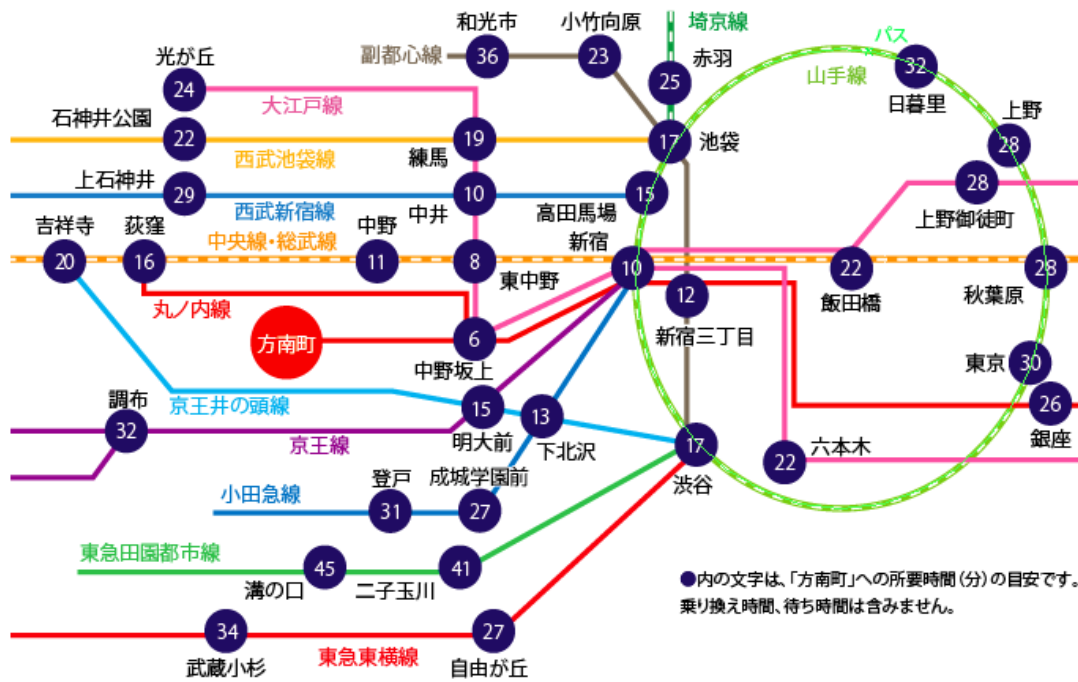 和光市
小竹向原
埼京線
パス
副都心線
36
23
赤羽
山手線
32
光が丘
25
日暮里
24
大江戸線
上野
石神井公園
22
19
17
池袋
28
西武池袋線
練馬
上石神井
28
29
10
15
上野御徒町
西武新宿線
中井
高田馬場
吉祥寺
荻窪
中野
中央線・総武線
新宿
20
16
11
8
東中野
10
22
28
飯田橋
秋葉原
12
丸ノ内線
新宿三丁目
方南町
6
中野坂上
東京
30
調布
京王井の頭線
15
13
26
32
京王線
明大前
下北沢
銀座
17
六本木
22
登戸
成城学園前
渋谷
小田急線
31
27
東急田園都市線
45
41
溝の口
二子玉川
●内の文字は、「方南町」への所要時間(分)の目安です。
乗り換え時間、待ち時間は含みません。
34
27
武蔵小杉
東急東横線
自由が丘